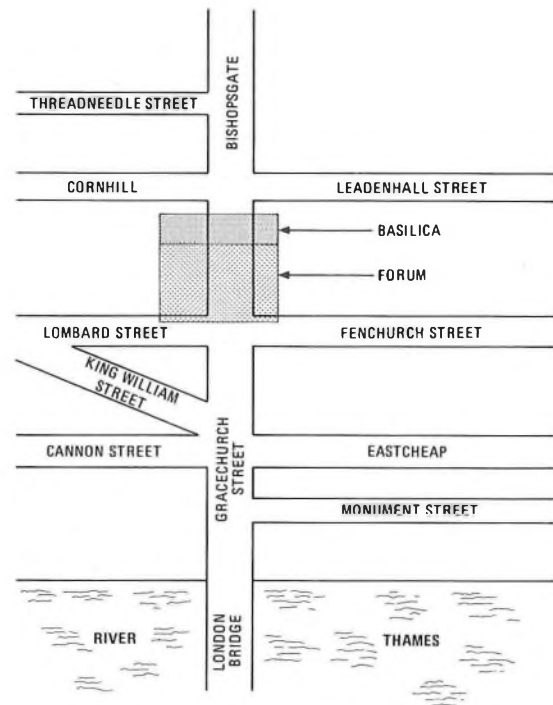 BISHOPSGATE
THREADNEEDLE STREET
CORNHILL
LEADENHALL STREET
BASILICA
FORUM
LOMBARD STREET
FENCHURCH STREET
KING WILLIAM
STREET
CANNON STREET
GRACECHURCH
STREET
EASTCHEAP
MONUMENT STREET
RIVER
LONDON
BRIDGE
THAMES